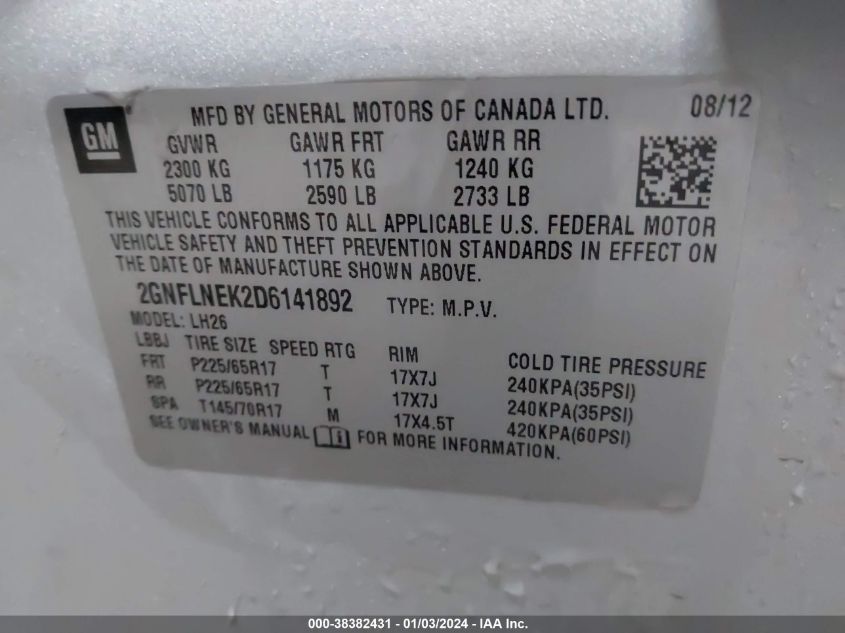 GM
MFD BY GENERAL MOTORS OF CANADA LTD. 08/12
GVWR GAWR FRT GAWR RR
2300 KG 1175 KG 1240 KG
5070 LB 2590 LB 2733 LB
THIS VEHICLE CONFORMS TO ALL APPLICABLE U.S. FEDERAL MOTOR
VEHICLE SAFETY AND THEFT PREVENTION STANDARDS IN EFFECT ON
THE DATE OF MANUFACTURE SHOWN ABOVE.
2GNFLNEK2D6141892 TYPE: M.P.V.
MODEL: LH26
LBBJ TIRE SIZE SPEED RTG RIM COLD TIRE PRESSURE
FRT P225/65R17 T 17X7J 240KPA(35PSI)
RR P225/65R17 T 17X7J 240KPA(35PSI)
SPA T145/70R17 M 17X4.5T 420KPA(60PSI)
SEE OWNER'S MANUAL i FOR MORE INFORMATION.
000-38382431 - 01/03/2024 - IAA Inc.